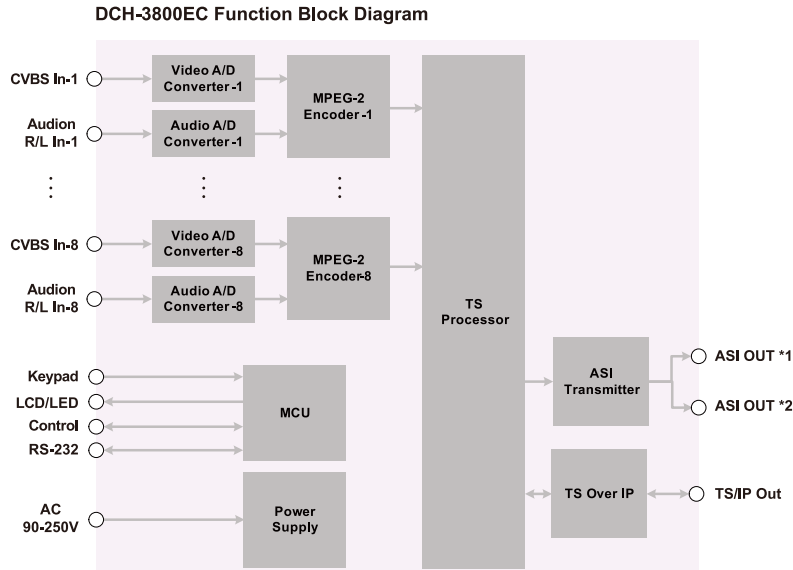 DCH-3800EC Function Block Diagram
CVBS In-1
Video A/D
Converter-1
MPEG-2
Encoder-1
Audion
R/L In-1
Audio A/D
Converter-1
CVBS In-8
Video A/D
Converter-8
MPEG-2
Encoder-8
Audion
R/L In-8
Audio A/D
Converter-8
TS
Processor
ASI
Transmitter
ASI OUT *1
ASI OUT *2
Keypad
LCD/LED
Control
RS-232
MCU
TS Over IP
TS/IP Out
AC
90-250V
Power
Supply